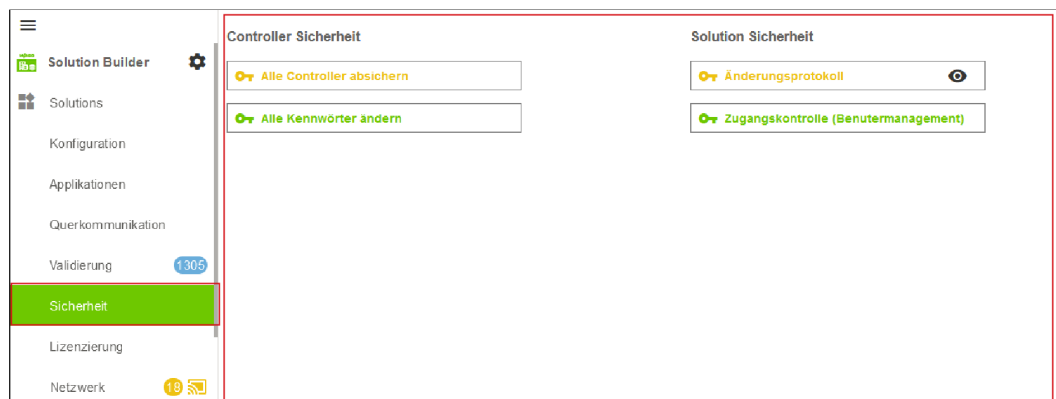 Solution Builder
Solutions
Konfiguration
Applikationen
Querkommunikation
Validierung 1305
Sicherheit
Lizenzierung
Netzwerk 18
Controller Sicherheit
Alle Controller absichern
Alle Kennwörter ändern
Solution Sicherheit
Änderungsprotokoll
Zugangskontrolle (Benutermanagement)